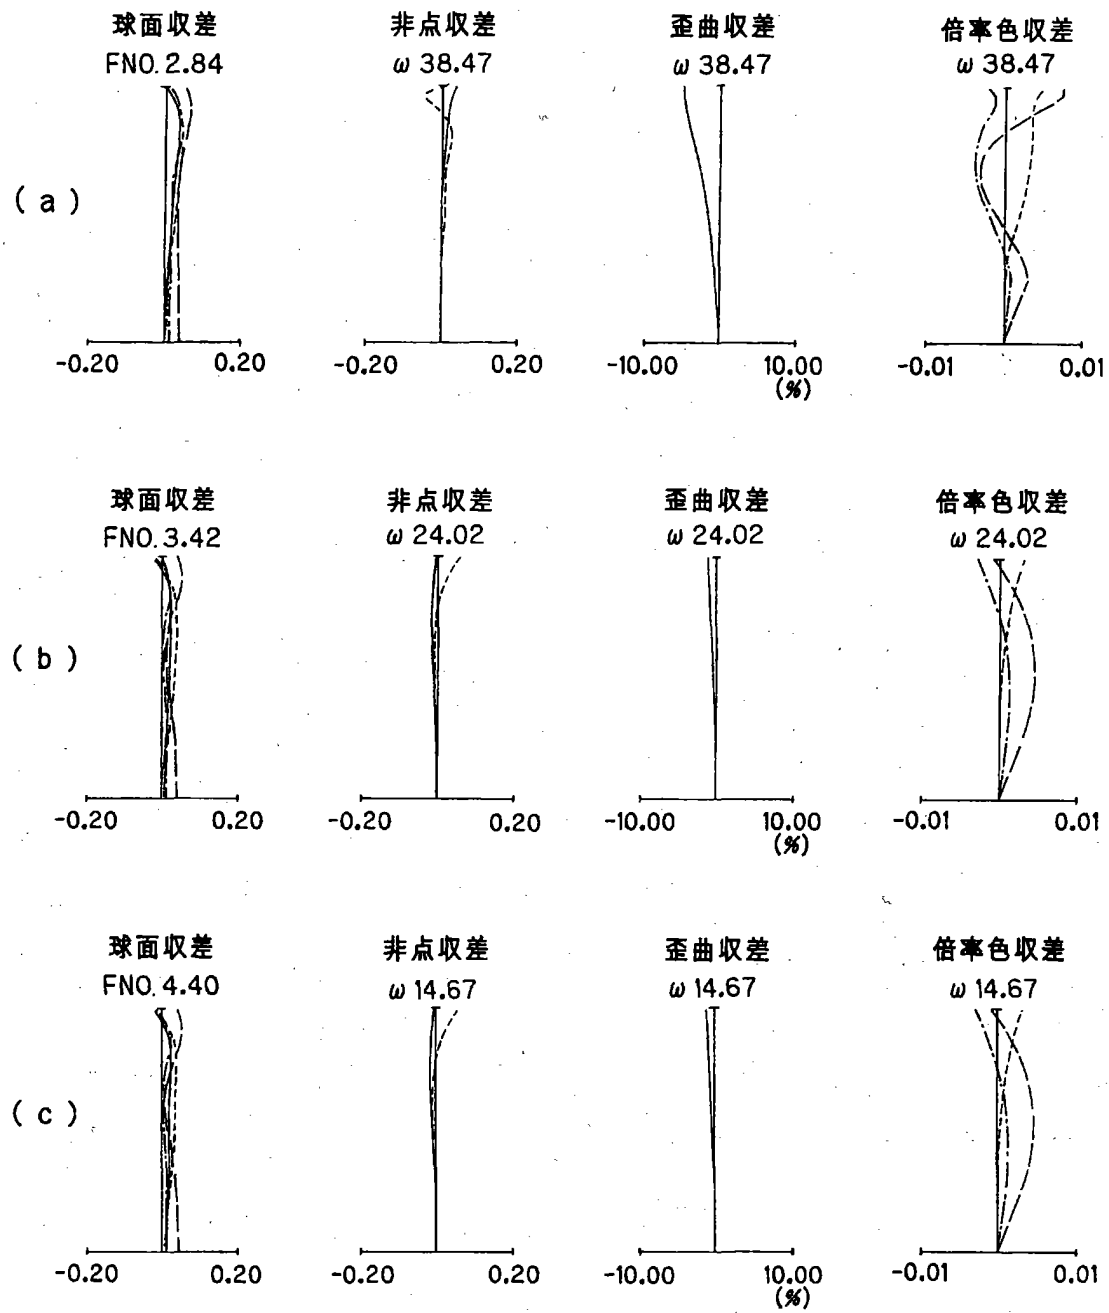 球面収差 非点収差 歪曲収差 倍率色収差
FNO. 2.84 ω 38.47 ω 38.47 ω 38.47
(a)
-0.20 0.20 -0.20 0.20 -10.00 10.00 -0.01 0.01
(%)
球面収差 非点収差 歪曲収差 倍率色収差
FNO. 3.42 ω 24.02 ω 24.02 ω 24.02
(b)
-0.20 0.20 -0.20 0.20 -10.00 10.00 -0.01 0.01
(%)
球面収差 非点収差 歪曲収差 倍率色収差
FNO. 4.40 ω 14.67 ω 14.67 ω 14.67
(c)
-0.20 0.20 -0.20 0.20 -10.00 10.00 -0.01 0.01
(%)